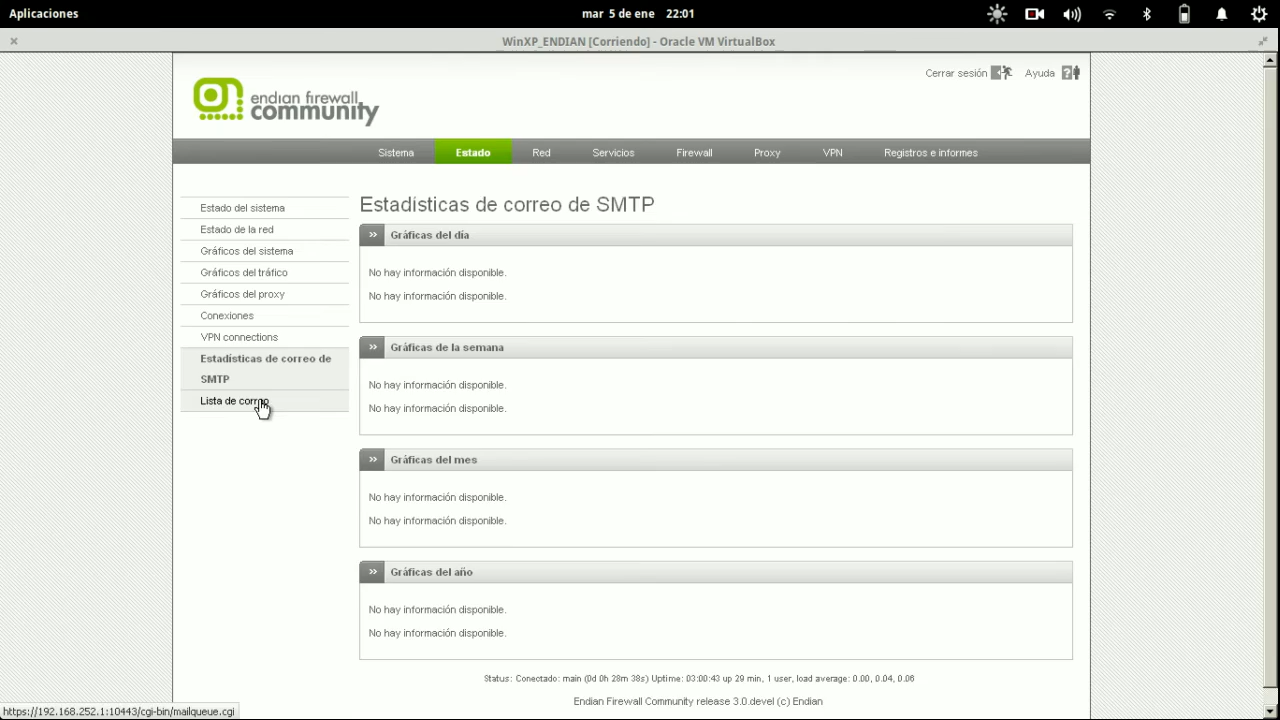 Aplicaciones
mar 5 de ene 22:01
WinXP_ENDIAN [Corriendo] - Oracle VM VirtualBox
Cerrar sesión
Ayuda
endian firewall
community
Sistema
Estado
Red
Servicios
Firewall
Proxy
VPN
Registros e informes
Estado del sistema
Estado de la red
Gráficos del sistema
Gráficos del tráfico
Gráficos del proxy
Conexiones
VPN connections
Estadísticas de correo de
SMTP
Lista de correo
Estadisticas de correo de SMTP
Gráficas del día
No hay información disponible.
No hay información disponible.
Gráficas de la semana
No hay información disponible.
No hay información disponible.
Gráficas del mes
No hay información disponible.
No hay información disponible.
Gráficas del año
No hay información disponible.
No hay información disponible.
Status: Conectado: main (0d 0h 28m 38s) Uptime: 03:00:43 up 29 min, 1 user, load average: 0.00, 0.04, 0.06
Endian Firewall Community release 3.0.devel (c) Endian
https://192.168.252.1:10443/cgi-bin/mailqueue.cgi